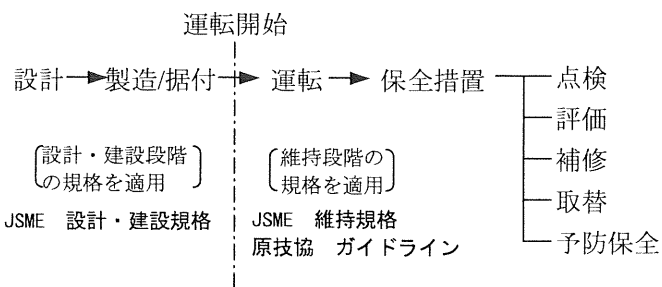 運転開始
設計 製造/据付 運転 保全措置 点検
評価
補修
取替
予防保全
設計・建設段階
の規格を適用
JSME 設計・建設規格
維持段階の
規格を適用
JSME 維持規格
原技協 ガイドライン